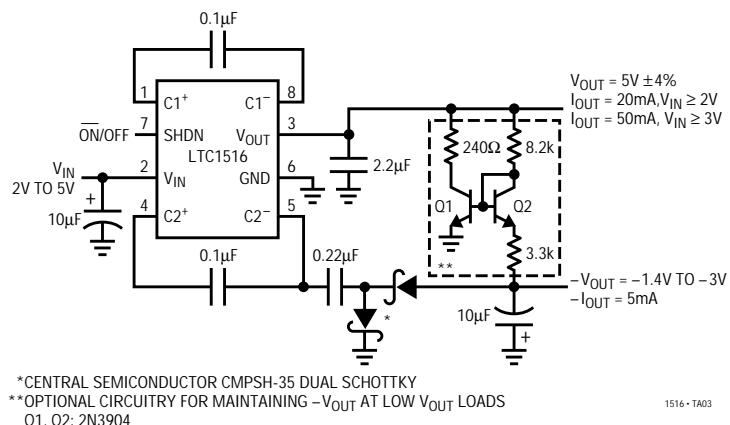 0.1µF
1
C1+
C1–
8
7
ON/OFF
SHDN
VOUT
3
LTC1516
VIN
2V TO 5V
2
VIN
GND
6
4
C2+
C2–
5
+
10µF
2.2µF
0.1µF
0.22µF
*
240Ω
8.2k
Q1
Q2
3.3k
**
10µF
+
VOUT = 5V ±4%
IOUT = 20mA,VIN ≥ 2V
IOUT = 50mA, VIN ≥ 3V
–VOUT = –1.4V TO –3V
–IOUT = 5mA
*CENTRAL SEMICONDUCTOR CMPSH-35 DUAL SCHOTTKY
**OPTIONAL CIRCUITRY FOR MAINTAINING –VOUT AT LOW VOUT LOADS
Q1, Q2: 2N3904
1516 • TA03